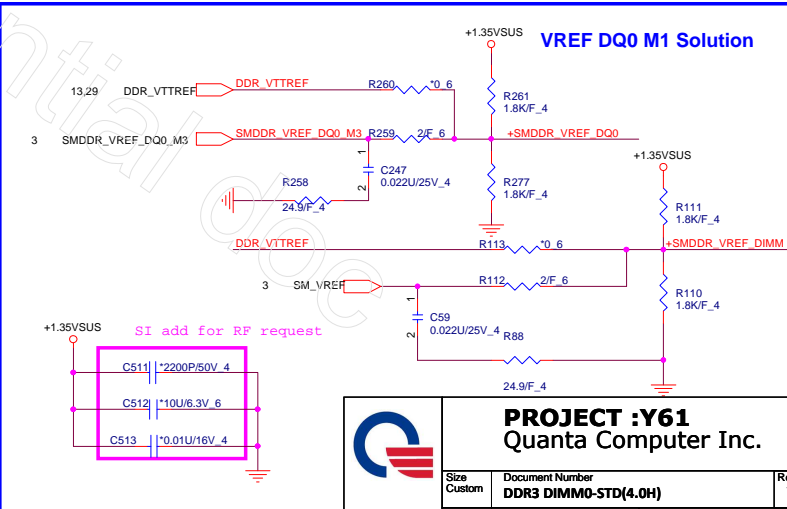 +1.35VSUS
VREF DQ0 M1 Solution
13,29 DDR_VTTREF DDR_VTTREF R260 *0_6
R261
1.8K/F_4
3 SMDDR_VREF_DQ0_M3 SMDDR_VREF_DQ0_M3 R259 2/F_6 +SMDDR_VREF_DQ0
1
C247
0.022U/25V_4
2
R258
24.9/F_4
R277
1.8K/F_4
+1.35VSUS
R111
1.8K/F_4
DDR_VTTREF R113 *0_6 +SMDDR_VREF_DIMM
3 SM_VREF R112 2/F_6
R110
1.8K/F_4
1
C59
0.022U/25V_4
2
R88
24.9/F_4
+1.35VSUS
SI add for RF request
C511 *2200P/50V_4
C512 *10U/6.3V_6
C513 *0.01U/16V_4
PROJECT :Y61
Quanta Computer Inc.
Size
Custom
Document Number
DDR3 DIMM0-STD(4.0H)
ntial doc